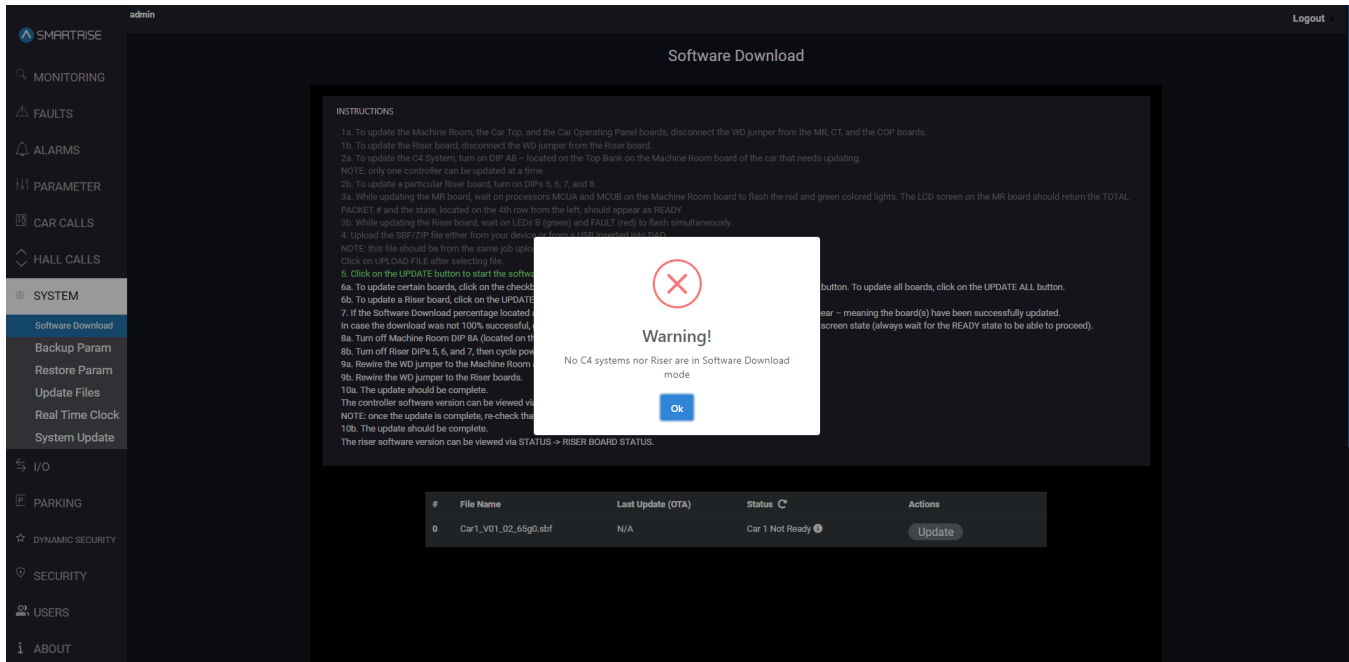 admin
Logout
SMARTRISE
Software Download
MONITORING
FAULTS
ALARMS
PARAMETER
CAR CALLS
HALL CALLS
SYSTEM
Software Download
Backup Param
Restore Param
Update Files
Real Time Clock
System Update
I/O
PARKING
DYNAMIC SECURITY
SECURITY
USERS
ABOUT
INSTRUCTIONS
1a. To update the Machine Room, the Car Top, and the Car Operating Panel boards, disconnect the WD jumper from the MR, CT, and the COP boards.
1b. To update the Riser board, disconnect the WD jumper from the Riser board.
2a. To update the C4 System, turn on DIP A8 – located on the Top Bank on the Machine Room board of the car that needs updating.
NOTE: only one controller can be updated at a time.
2b. To update a particular Riser board, turn on DIPs 5, 6, 7, and 8.
3a. While updating the MR board, wait on processors MCUA and MCUB on the Machine Room board to flash the red and green colored lights. The LCD screen on the MR board should return the TOTAL
PACKET # and the state, located on the 4th row from the left, should appear as READY.
3b. While updating the Riser board, wait on LEDs B (green) and FAULT (red) to flash simultaneously.
4. Upload the SBF/ZIP file either from your device or from a USB inserted into DAD.
NOTE: this file should be from the same job uplo
Click on UPLOAD FILE after selecting file.
5. Click on the UPDATE button to start the softwa
6a. To update certain boards, click on the checkb button. To update all boards, click on the UPDATE ALL button.
6b. To update a Riser board, click on the UPDATE
7. If the Software Download percentage located ear – meaning the board(s) have been successfully updated.
In case the download was not 100% successful, screen state (always wait for the READY state to be able to proceed).
8a. Turn off Machine Room DIP 8A (located on th
8b. Turn off Riser DIPs 5, 6, and 7, then cycle pow
9a. Rewire the WD jumper to the Machine Room
9b. Rewire the WD jumper to the Riser boards.
10a. The update should be complete.
The controller software version can be viewed vi
NOTE: once the update is complete, re-check tha
10b. The update should be complete.
The riser software version can be viewed via STATUS -> RISER BOARD STATUS.
Warning!
No C4 systems nor Riser are in Software Download
mode
Ok
# File Name Last Update (OTA) Status Actions
0 Car1_V01_02_65g0.sbf N/A Car 1 Not Ready Update